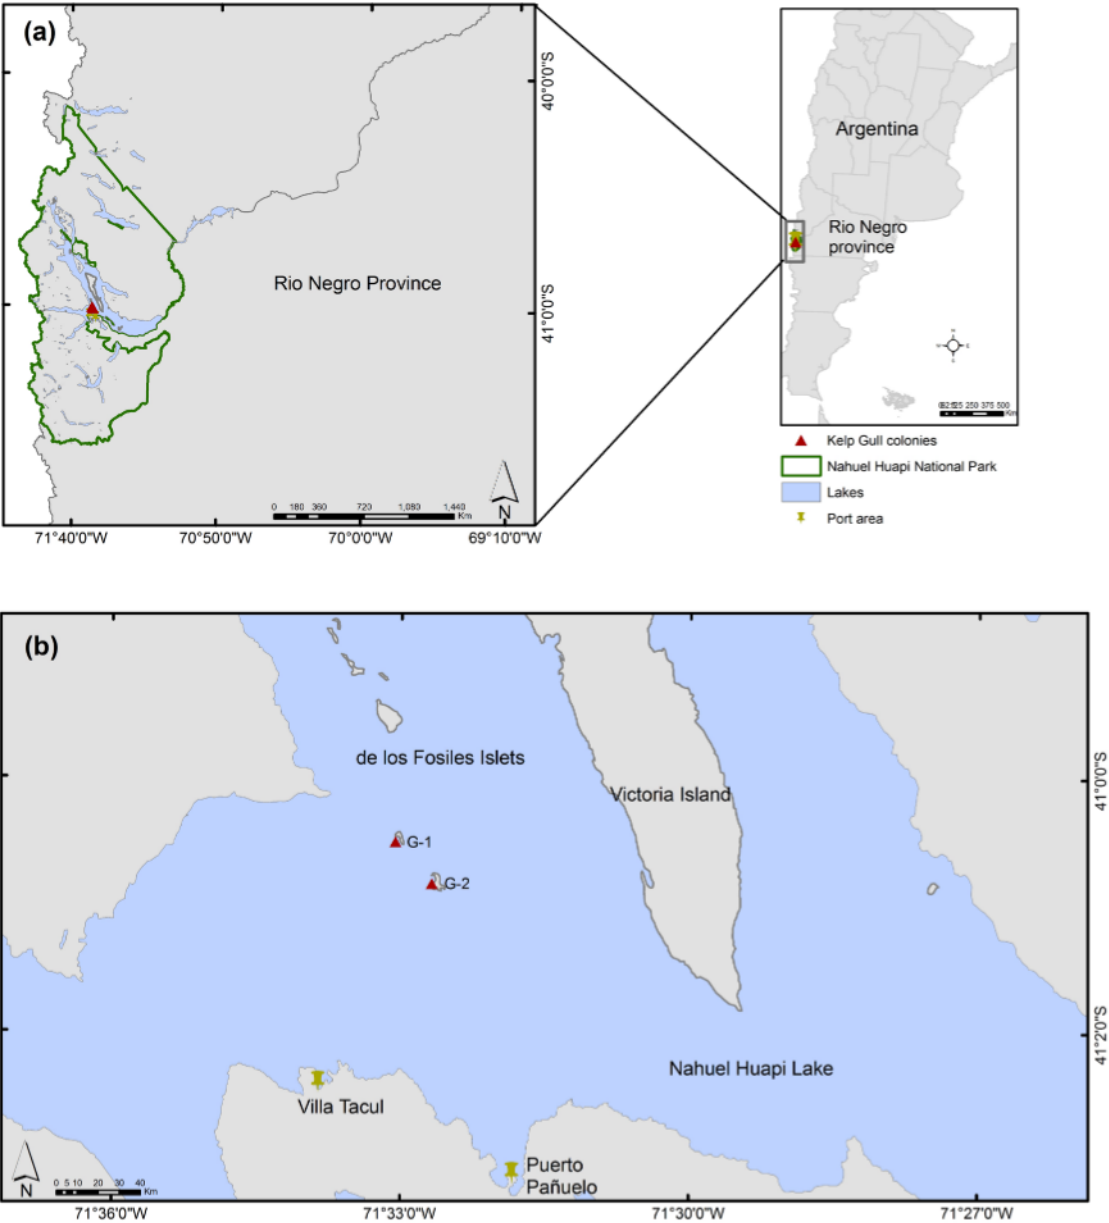 (a)
40°0'0"S
41°0'0"S
Rio Negro Province
0 180 360 720 1,080 1,440
Km
N
71°40'0"W 70°50'0"W 70°0'0"W 69°10'0"W
Argentina
Rio Negro
province
N
W E
S
250 375 500
Km
Kelp Gull colonies
Nahuel Huapi National Park
Lakes
Port area
(b)
de los Fosiles Islets
Victoria Island
41°0'0"S
G-1
G-2
41°2'0"S
Nahuel Huapi Lake
Villa Tacul
Puerto
Pañuelo
N
0 5 10 20 30 40
Km
71°36'0"W 71°33'0"W 71°30'0"W 71°27'0"W